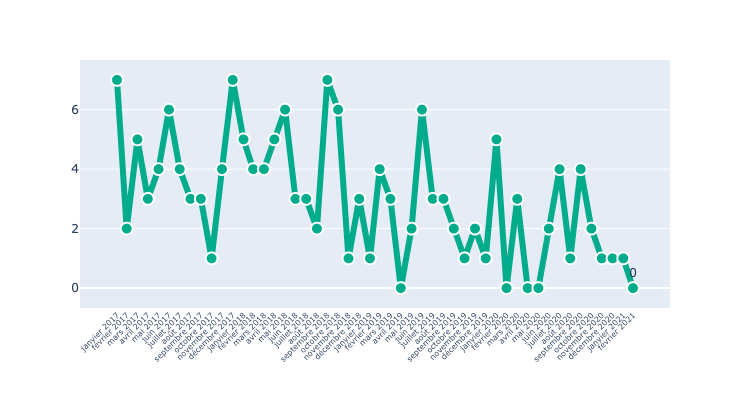 6
4
2
0
0
janvier 2017
février 2017
mars 2017
avril 2017
mai 2017
juin 2017
juillet 2017
août 2017
septembre 2017
octobre 2017
novembre 2017
décembre 2017
janvier 2018
février 2018
mars 2018
avril 2018
mai 2018
juin 2018
juillet 2018
août 2018
septembre 2018
octobre 2018
novembre 2018
décembre 2018
janvier 2019
février 2019
mars 2019
avril 2019
mai 2019
juin 2019
juillet 2019
août 2019
septembre 2019
octobre 2019
novembre 2019
décembre 2019
janvier 2020
février 2020
mars 2020
avril 2020
mai 2020
juin 2020
juillet 2020
août 2020
septembre 2020
octobre 2020
novembre 2020
décembre 2020
janvier 2021
février 2021